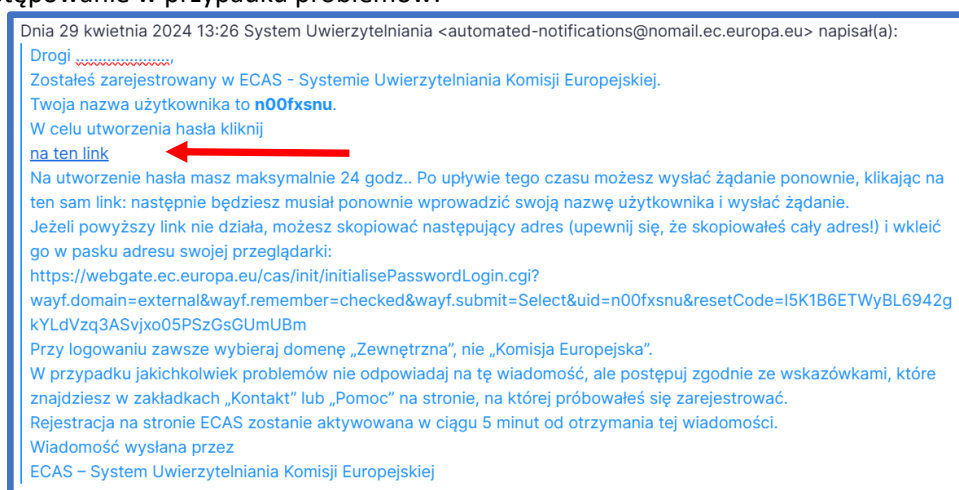 stępowanie w przypadku problemów.
Dnia 29 kwietnia 2024 13:26 System Uwierzytelniania <automated-notifications@nomail.ec.europa.eu> napisał(a):
Drogi ....................,
Zostałeś zarejestrowany w ECAS - Systemie Uwierzytelniania Komisji Europejskiej.
Twoja nazwa użytkownika to n00fxsnu.
W celu utworzenia hasła kliknij
na ten link
Na utworzenie hasła masz maksymalnie 24 godz.. Po upływie tego czasu możesz wysłać żądanie ponownie, klikając na
ten sam link: następnie będziesz musiał ponownie wprowadzić swoją nazwę użytkownika i wysłać żądanie.
Jeżeli powyższy link nie działa, możesz skopiować następujący adres (upewnij się, że skopiowałeś cały adres!) i wkleić
go w pasku adresu swojej przeglądarki:
https://webgate.ec.europa.eu/cas/init/initialisePasswordLogin.cgi?
wayf.domain=external&wayf.remember=checked&wayf.submit=Select&uid=n00fxsnu&resetCode=I5K1B6ETWyBL6942g
kYLdVzq3ASvjxo05PSzGsGUmUBm
Przy logowaniu zawsze wybieraj domenę „Zewnętrzna”, nie „Komisja Europejska”.
W przypadku jakichkolwiek problemów nie odpowiadaj na tę wiadomość, ale postępuj zgodnie ze wskazówkami, które
znajdziesz w zakładkach „Kontakt” lub „Pomoc” na stronie, na której próbowałeś się zarejestrować.
Rejestracja na stronie ECAS zostanie aktywowana w ciągu 5 minut od otrzymania tej wiadomości.
Wiadomość wysłana przez
ECAS – System Uwierzytelniania Komisji Europejskiej